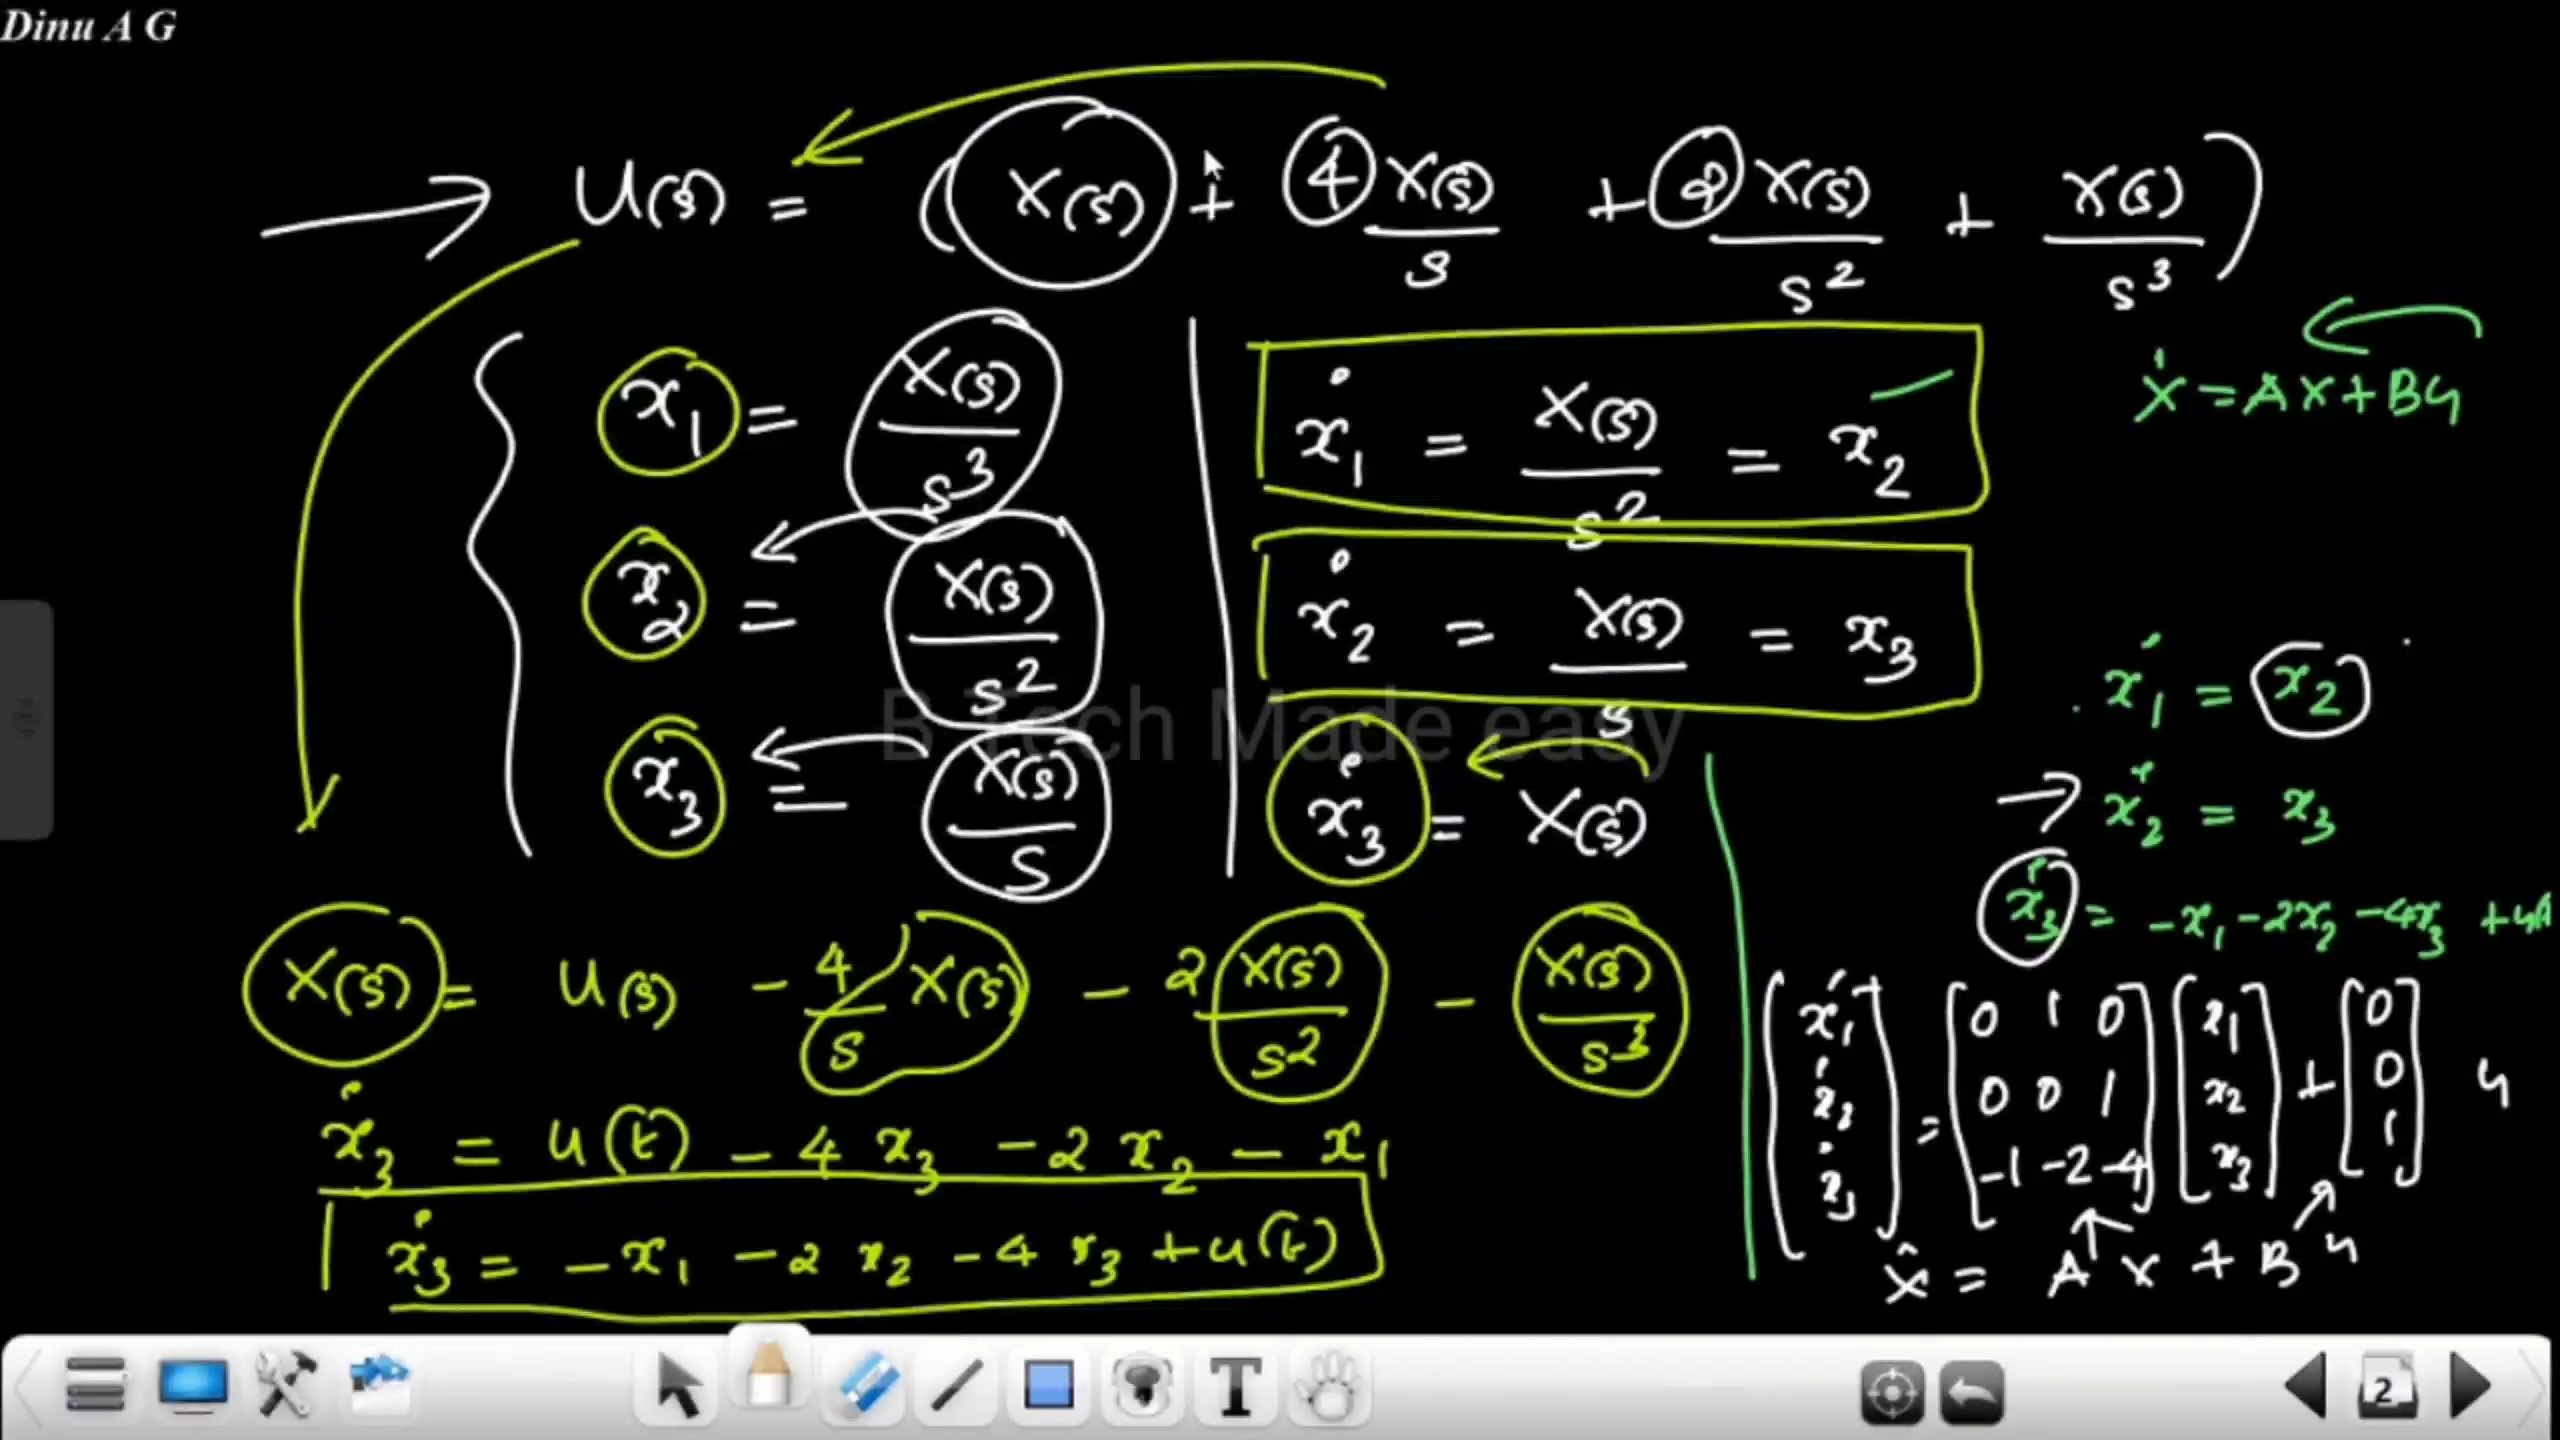 Dinu A G
U(s) = (X(s) + 4 X(s)/s + 2 X(s)/s² + X(s)/s³)
x₁ = X(s)/s³
x₂ = X(s)/s²
x₃ = X(s)/s
ẋ₁ = X(s)/s² = x₂
ẋ₂ = X(s)/s = x₃
ẋ₃ = X(s)
B Tech Made easy
Ẋ = AX + BU
X(s) = U(s) - 4/s X(s) - 2 X(s)/s² - X(s)/s³
ẋ₃ = u(t) - 4 x₃ - 2 x₂ - x₁
ẋ₃ = -x₁ - 2 x₂ - 4 x₃ + u(t)
ẋ₁ = x₂
ẋ₂ = x₃
ẋ₃ = -x₁ - 2x₂ - 4x₃ + u
[ẋ₁ ẋ₂ ẋ₃] = [0 1 0; 0 0 1; -1 -2 -4] [x₁ x₂ x₃] + [0 0 1] u
Ẋ = AX + BU
T
2